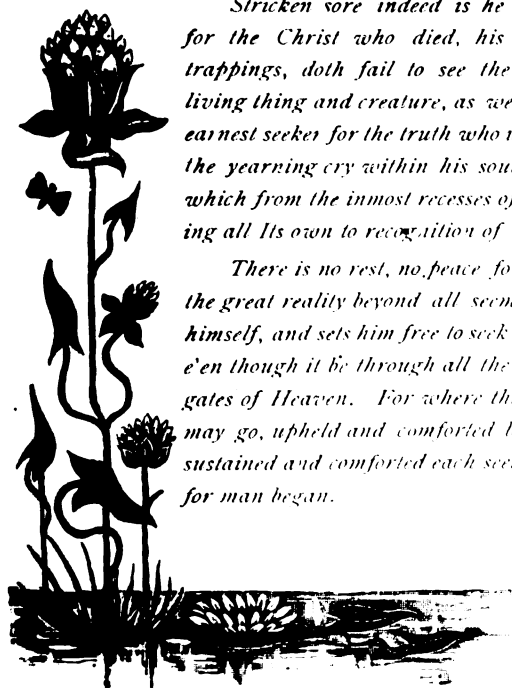 Stricken sore indeed is he
for the Christ who died, his
trappings, doth fail to see the
living thing and creature, as we
earnest seeker for the truth who
the yearning cry within his sou
which from the inmost recesses of
ing all Its own to recognition of
There is no rest, no peace fo
the great reality beyond all seem
himself, and sets him free to seek
e'en though it be through all the
gates of Heaven. For where th
may go, upheld and comforted
sustained and comforted each see
for man began.